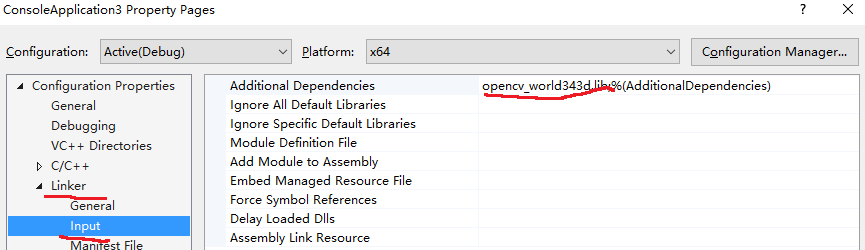 ConsoleApplication3 Property Pages
Configuration: Active(Debug) Platform: x64 Configuration Manager...
Configuration Properties
General
Debugging
VC++ Directories
C/C++
Linker
General
Input
Manifest File
Additional Dependencies opencv_world343d.lib;%(AdditionalDependencies)
Ignore All Default Libraries
Ignore Specific Default Libraries
Module Definition File
Add Module to Assembly
Embed Managed Resource File
Force Symbol References
Delay Loaded Dlls
Assembly Link Resource